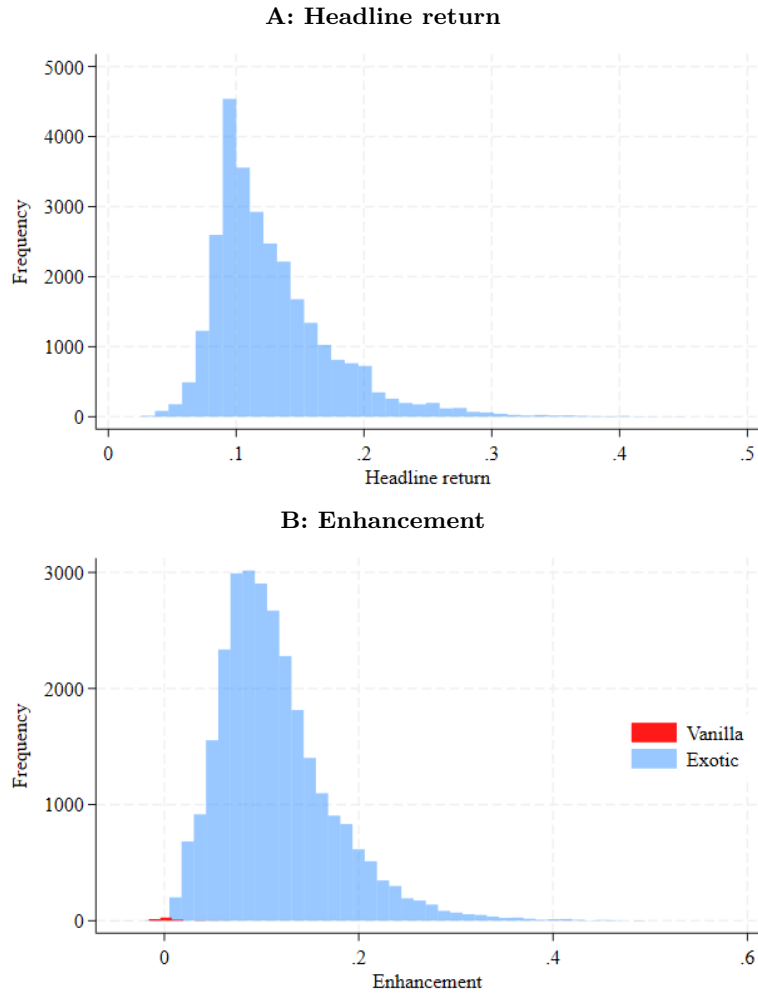 A: Headline return
5000
4000
3000
2000
1000
0
Frequency
0 .1 .2 .3 .4 .5
Headline return
B: Enhancement
3000
2000
1000
0
Frequency
Vanilla
Exotic
0 .2 .4 .6
Enhancement